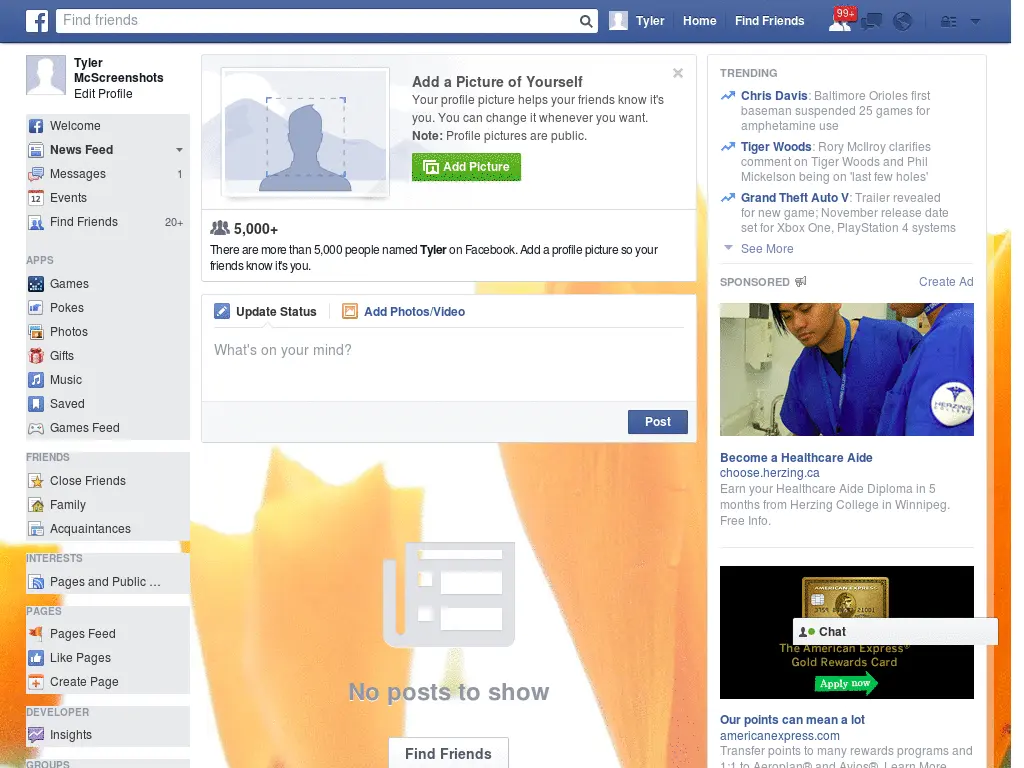 Find friends
Tyler
Home
Find Friends
99+
Tyler
McScreenshots
Edit Profile
Welcome
News Feed
Messages 1
Events
Find Friends 20+
APPS
Games
Pokes
Photos
Gifts
Music
Saved
Games Feed
FRIENDS
Close Friends
Family
Acquaintances
INTERESTS
Pages and Public ...
PAGES
Pages Feed
Like Pages
Create Page
DEVELOPER
Insights
GROUPS
Add a Picture of Yourself
Your profile picture helps your friends know it's
you. You can change it whenever you want.
Note: Profile pictures are public.
Add Picture
5,000+
There are more than 5,000 people named Tyler on Facebook. Add a profile picture so your
friends know it's you.
Update Status
Add Photos/Video
What's on your mind?
Post
No posts to show
Find Friends
TRENDING
Chris Davis: Baltimore Orioles first
baseman suspended 25 games for
amphetamine use
Tiger Woods: Rory McIlroy clarifies
comment on Tiger Woods and Phil
Mickelson being on 'last few holes'
Grand Theft Auto V: Trailer revealed
for new game; November release date
set for Xbox One, PlayStation 4 systems
See More
SPONSORED
Create Ad
HERZING
COLLEGE
Become a Healthcare Aide
choose.herzing.ca
Earn your Healthcare Aide Diploma in 5
months from Herzing College in Winnipeg.
Free Info.
AMERICAN EXPRESS
Chat
The American Express®
Gold Rewards Card
Apply now
Our points can mean a lot
americanexpress.com
Transfer points to many rewards programs and
1:1 to Aeroplan® and Avios®. Learn More